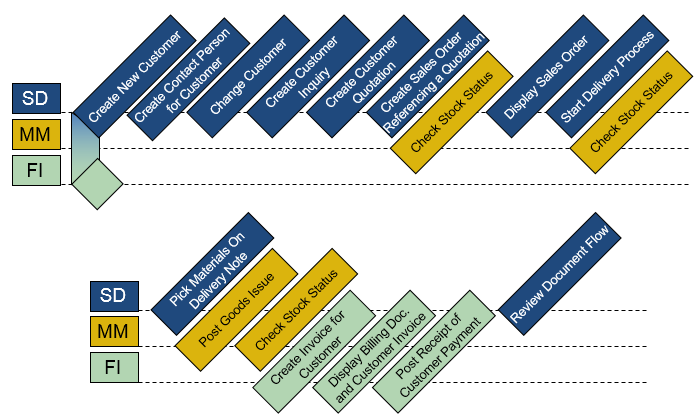 SD
MM
FI
Create New Customer
Create Contact Person
for Customer
Change Customer
Create Customer
Inquiry
Create Customer
Quotation
Create Sales Order
Referencing a Quotation
Check Stock Status
Display Sales Order
Start Delivery Process
Check Stock Status
SD
MM
FI
Pick Materials On
Delivery Note
Post Goods Issue
Check Stock Status
Create Invoice for
Customer
Display Billing Doc.
and Customer Invoice
Post Receipt of
Customer Payment
Review Document Flow